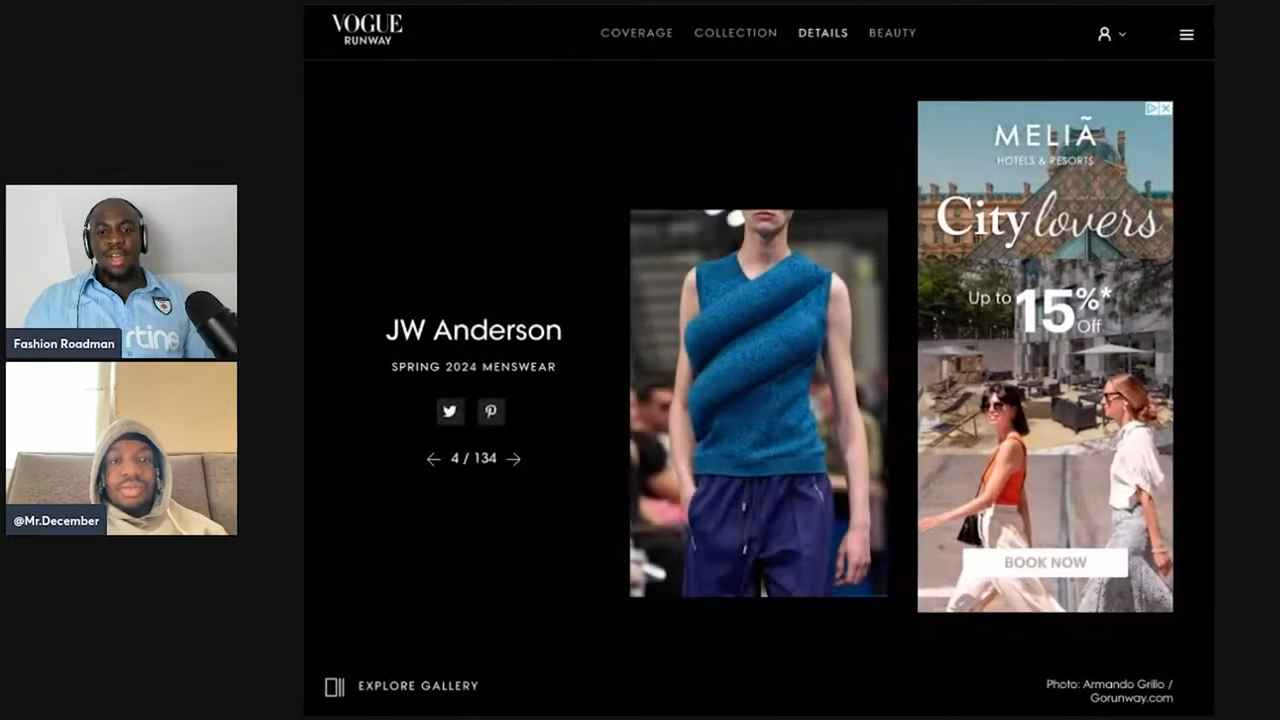 VOGUE
RUNWAY
COVERAGE COLLECTION DETAILS BEAUTY
MELIÃ
HOTELS & RESORTS
City lovers
Up to 15%*
Off
BOOK NOW
JW Anderson
SPRING 2024 MENSWEAR
4 / 134
EXPLORE GALLERY
Photo: Armando Grillo /
Gorunway.com
rtine
Fashion Roadman
@Mr.December